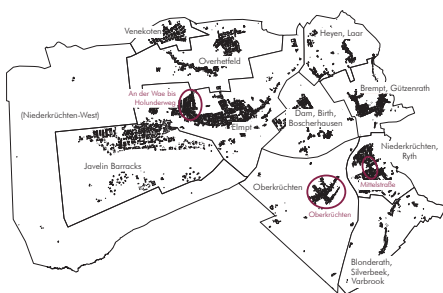 Venekoten
Overhetfeld
Heyen, Laar
An der Wae bis
Holunderweg
Brempt, Gützenrath
(Niederkrüchten-West)
Elmpt
Dam, Birth,
Boscherhausen
Niederkrüchten,
Ryth
Javelin Barracks
Mittelstraße
Oberkrüchten
Oberkrüchten
Blonderath,
Silverbeek,
Varbrook